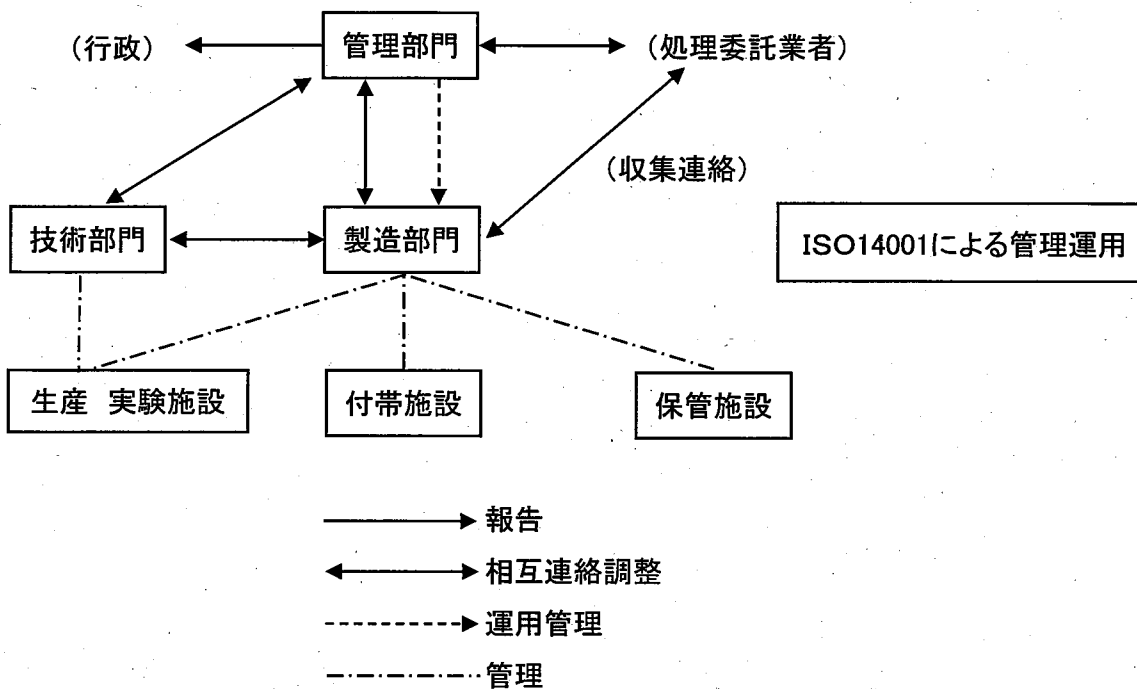 （行政）
管理部門
（処理委託業者）
（収集連絡）
技術部門
製造部門
ISO14001による管理運用
生産　実験施設
付帯施設
保管施設
報告
相互連絡調整
運用管理
管理